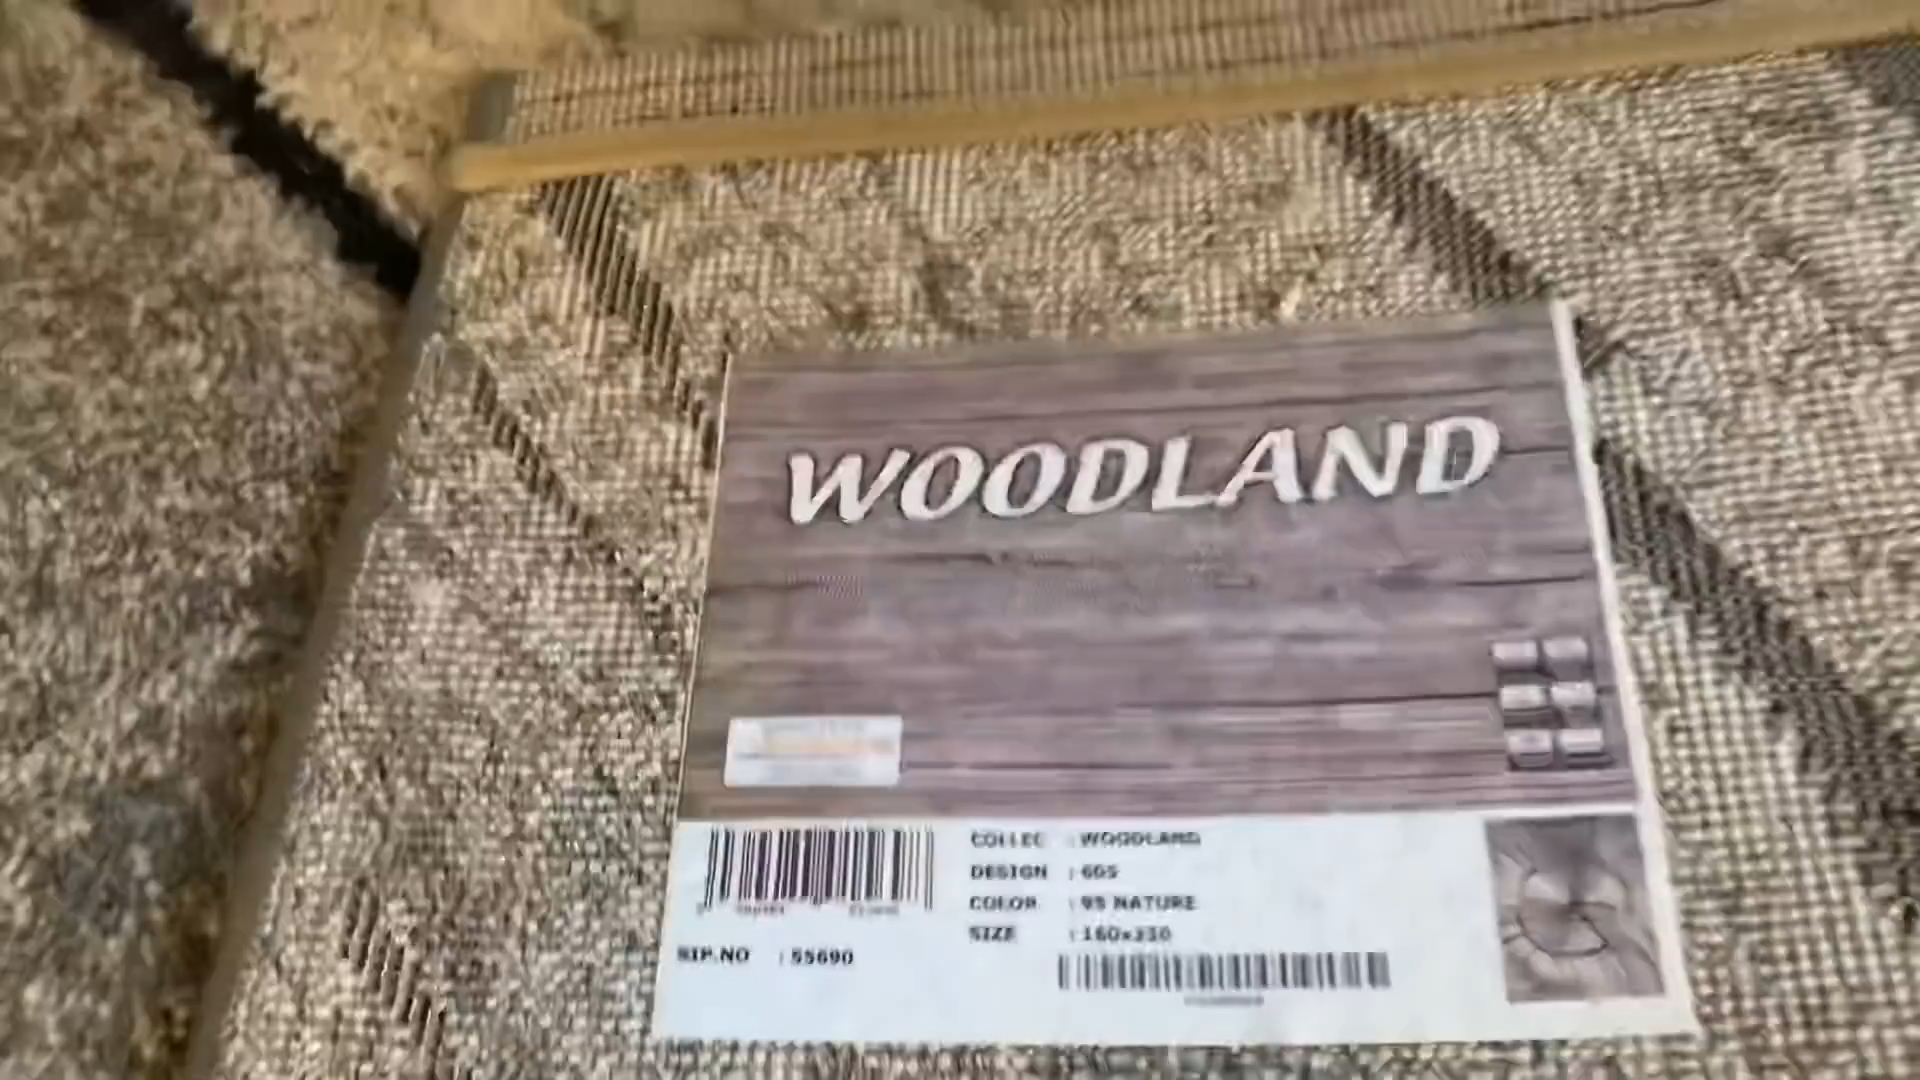 WOODLAND
COLLEC : WOODLAND
DESIGN : 605
COLOR : 95 NATURE
SIZE : 160x230
SIP.NO : 55690